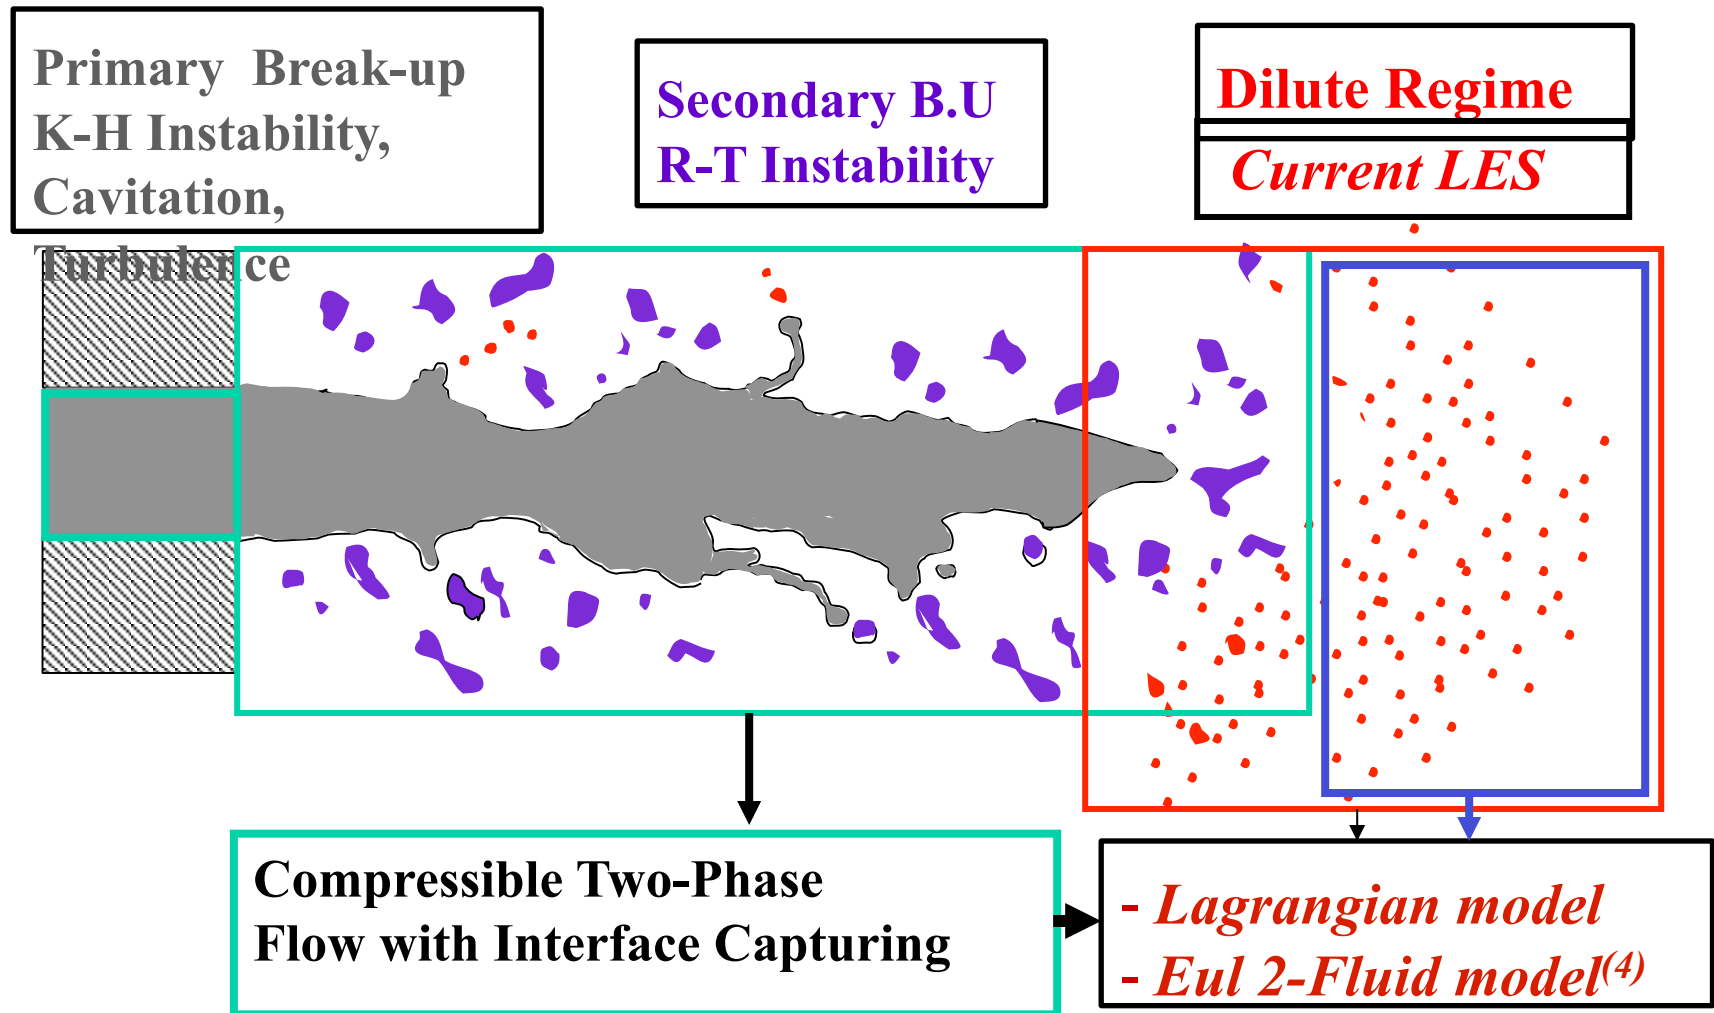 Primary Break-up
K-H Instability,
Cavitation,
Turbulence
Secondary B.U
R-T Instability
Dilute Regime
Current LES
Compressible Two-Phase
Flow with Interface Capturing
- Lagrangian model
- Eul 2-Fluid model(4)